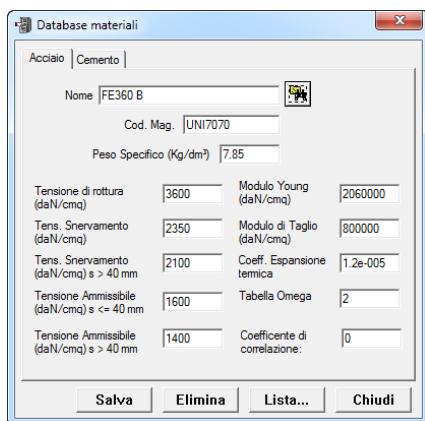 Database materiali
Acciaio Cemento
Nome FE360 B
Cod. Mag. UNI7070
Peso Specifico (Kg/dm³) 7.85
Tensione di rottura (daN/cmq) 3600 Modulo Young (daN/cmq) 2060000
Tens. Snervamento (daN/cmq) 2350 Modulo di Taglio (daN/cmq) 800000
Tens. Snervamento (daN/cmq) s > 40 mm 2100 Coeff. Espansione termica 1.2e-005
Tensione Ammissibile (daN/cmq) s <= 40 mm 1600 Tabella Omega 2
Tensione Ammissibile (daN/cmq) s > 40 mm 1400 Coefficiente di correlazione: 0
Salva Elimina Lista... Chiudi